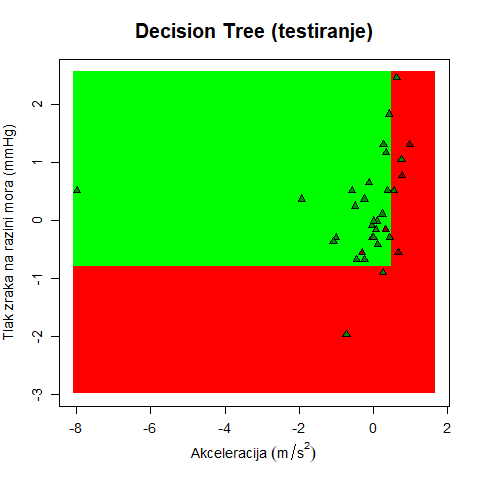 Decision Tree (testiranje)
Tlak zraka na razini mora (mmHg)
2
1
0
-1
-2
-3
-8 -6 -4 -2 0 2
Akceleracija (m/s²)